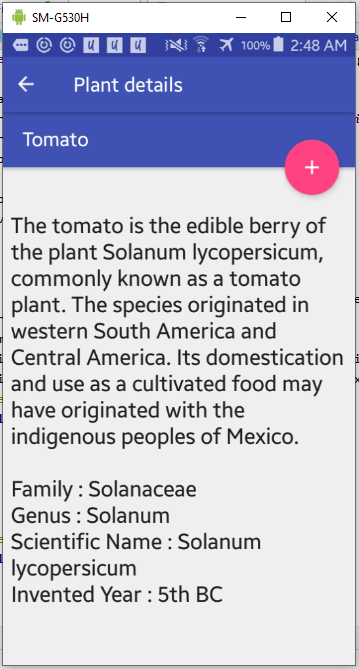 SM-G530H
100% 2:48 AM
Plant details
Tomato
The tomato is the edible berry of
the plant Solanum lycopersicum,
commonly known as a tomato
plant. The species originated in
western South America and
Central America. Its domestication
and use as a cultivated food may
have originated with the
indigenous peoples of Mexico.
Family : Solanaceae
Genus : Solanum
Scientific Name : Solanum
lycopersicum
Invented Year : 5th BC